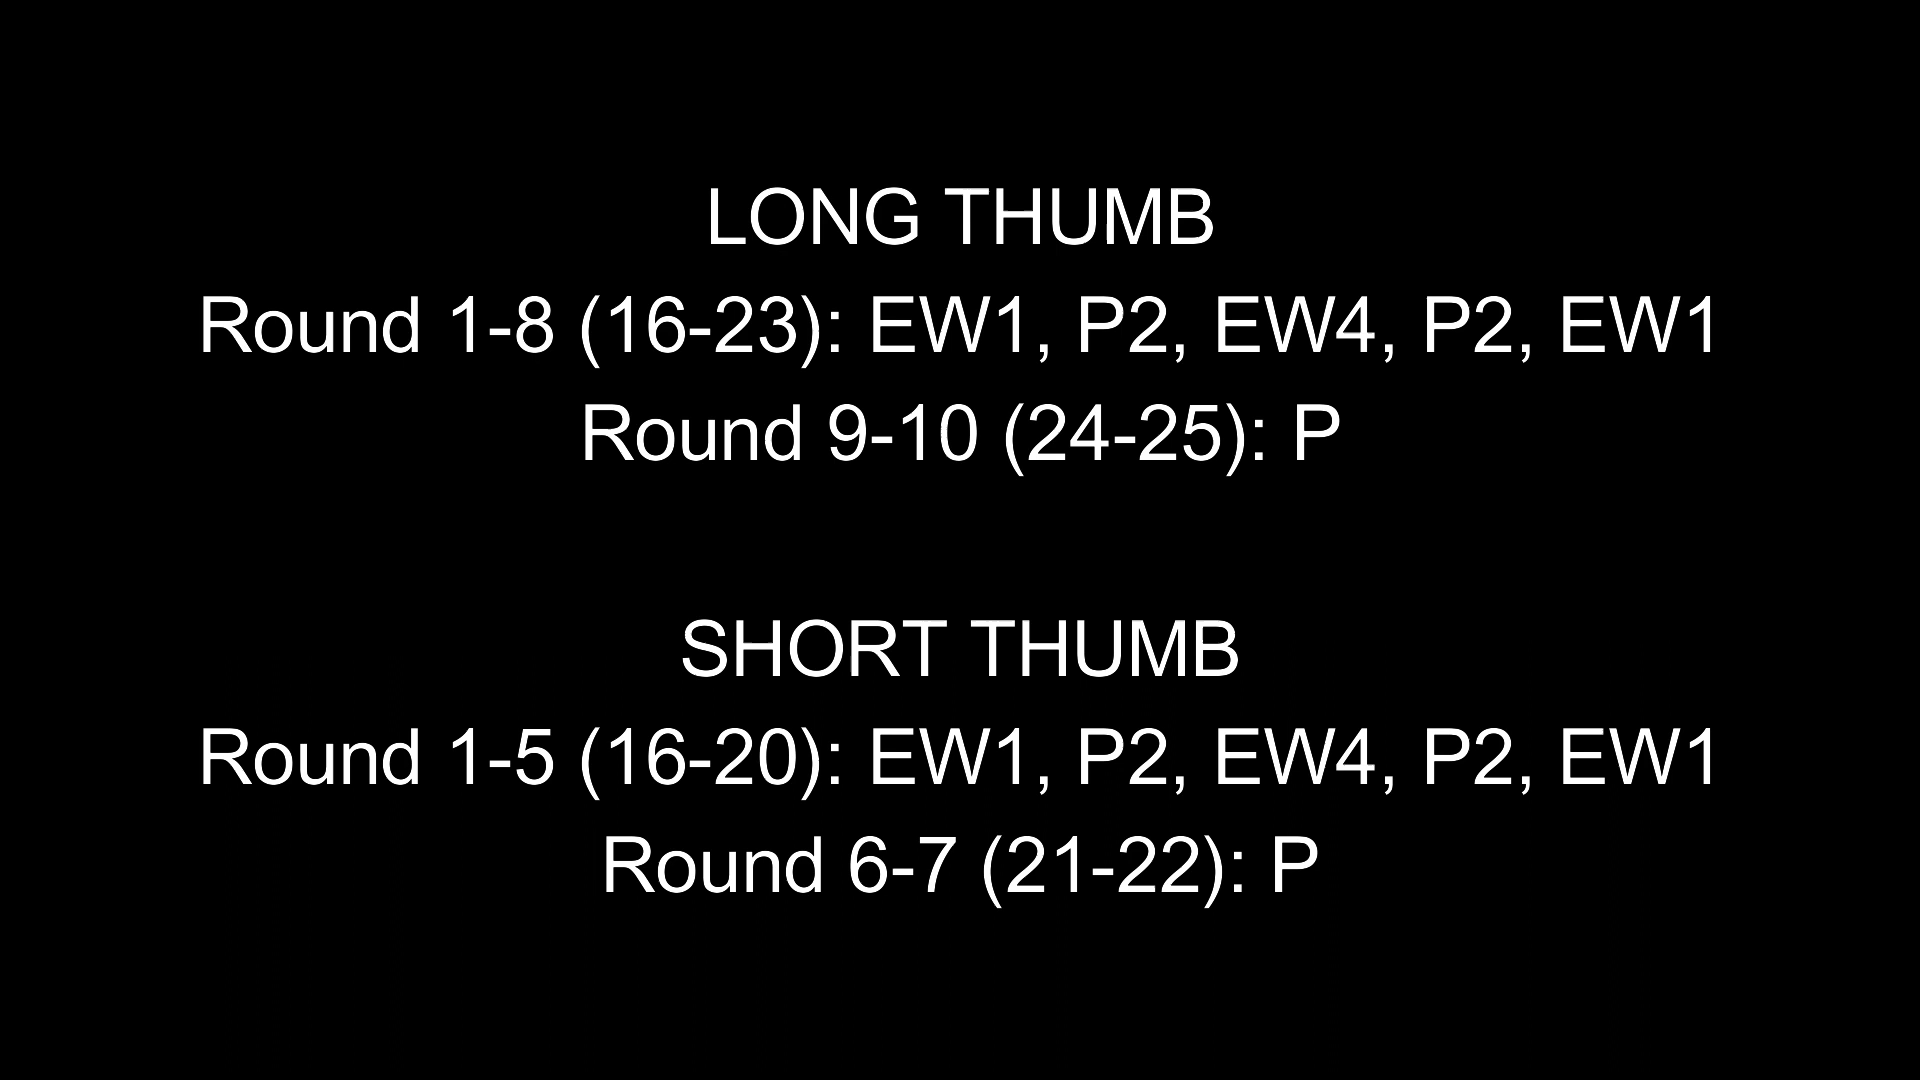 LONG THUMB
Round 1-8 (16-23): EW1, P2, EW4, P2, EW1
Round 9-10 (24-25): P
SHORT THUMB
Round 1-5 (16-20): EW1, P2, EW4, P2, EW1
Round 6-7 (21-22): P